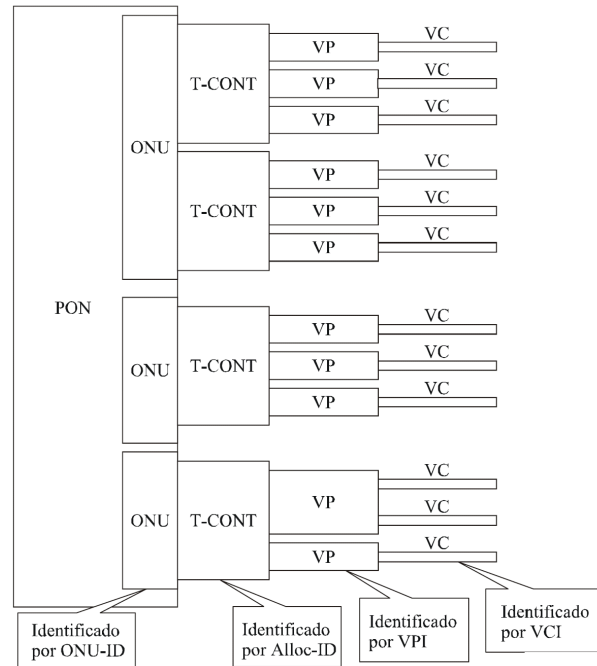 VC
VP
VC
T-CONT
VP
VC
VP
ONU
VC
VP
VC
T-CONT
VP
VC
VP
PON
VC
VP
VC
ONU
T-CONT
VP
VC
VP
VC
VP
VC
ONU
T-CONT
VC
VP
Identificado
por ONU-ID
Identificado
por Alloc-ID
Identificado
por VPI
Identificado
por VCI